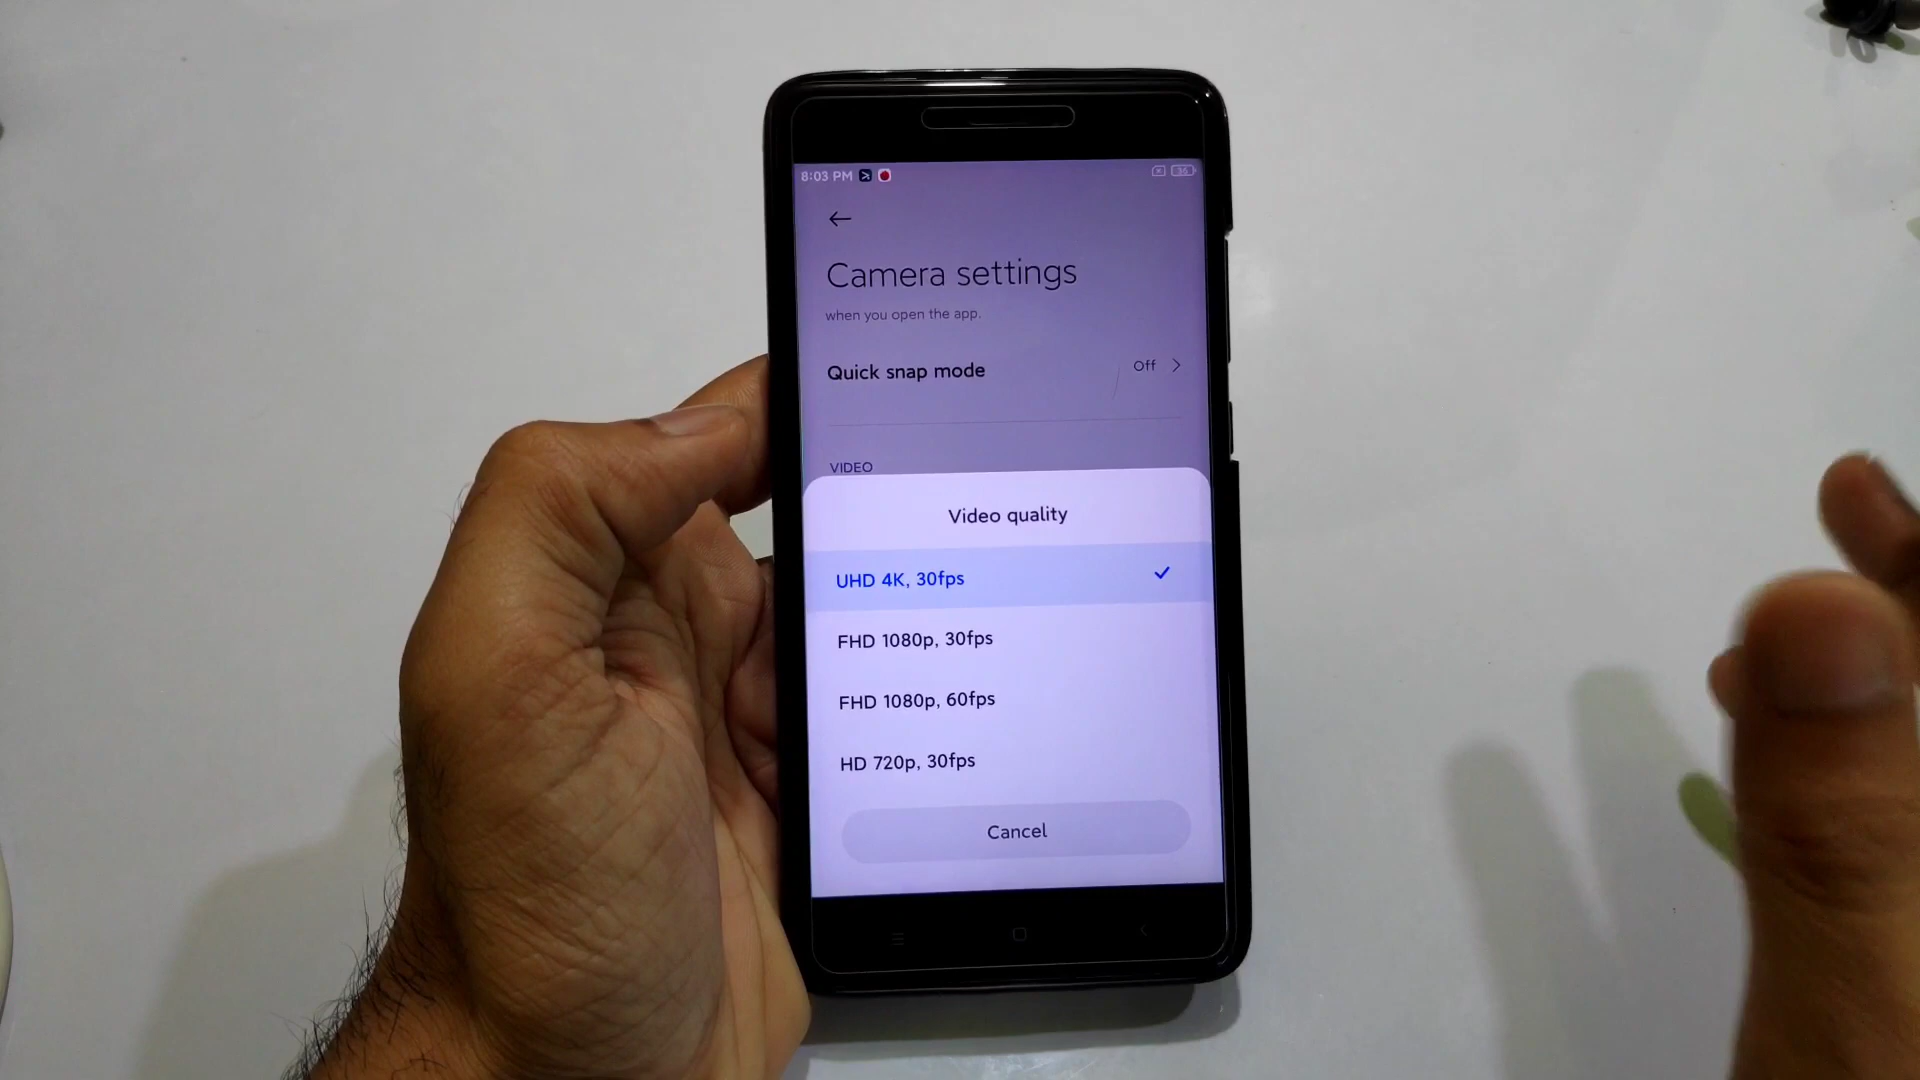 8:03 PM
36
Camera settings
when you open the app.
Quick snap mode
Off
VIDEO
Video quality
UHD 4K, 30fps
FHD 1080p, 30fps
FHD 1080p, 60fps
HD 720p, 30fps
Cancel